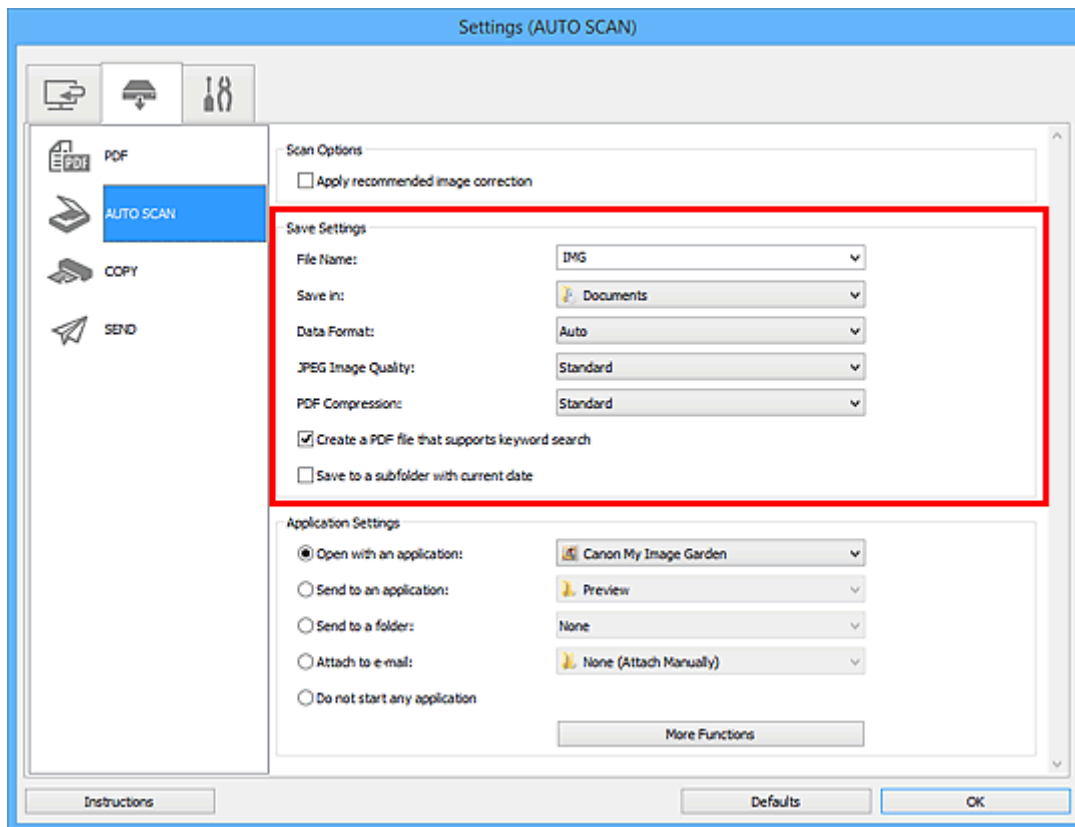 Settings (AUTO SCAN)
PDF
PDF
AUTO SCAN
COPY
SEND
Scan Options
Apply recommended image correction
Save Settings
File Name: IMG
Save in: Documents
Data Format: Auto
JPEG Image Quality: Standard
PDF Compression: Standard
Create a PDF file that supports keyword search
Save to a subfolder with current date
Application Settings
Open with an application: Canon My Image Garden
Send to an application: Preview
Send to a folder: None
Attach to e-mail: None (Attach Manually)
Do not start any application
More Functions
Instructions Defaults OK